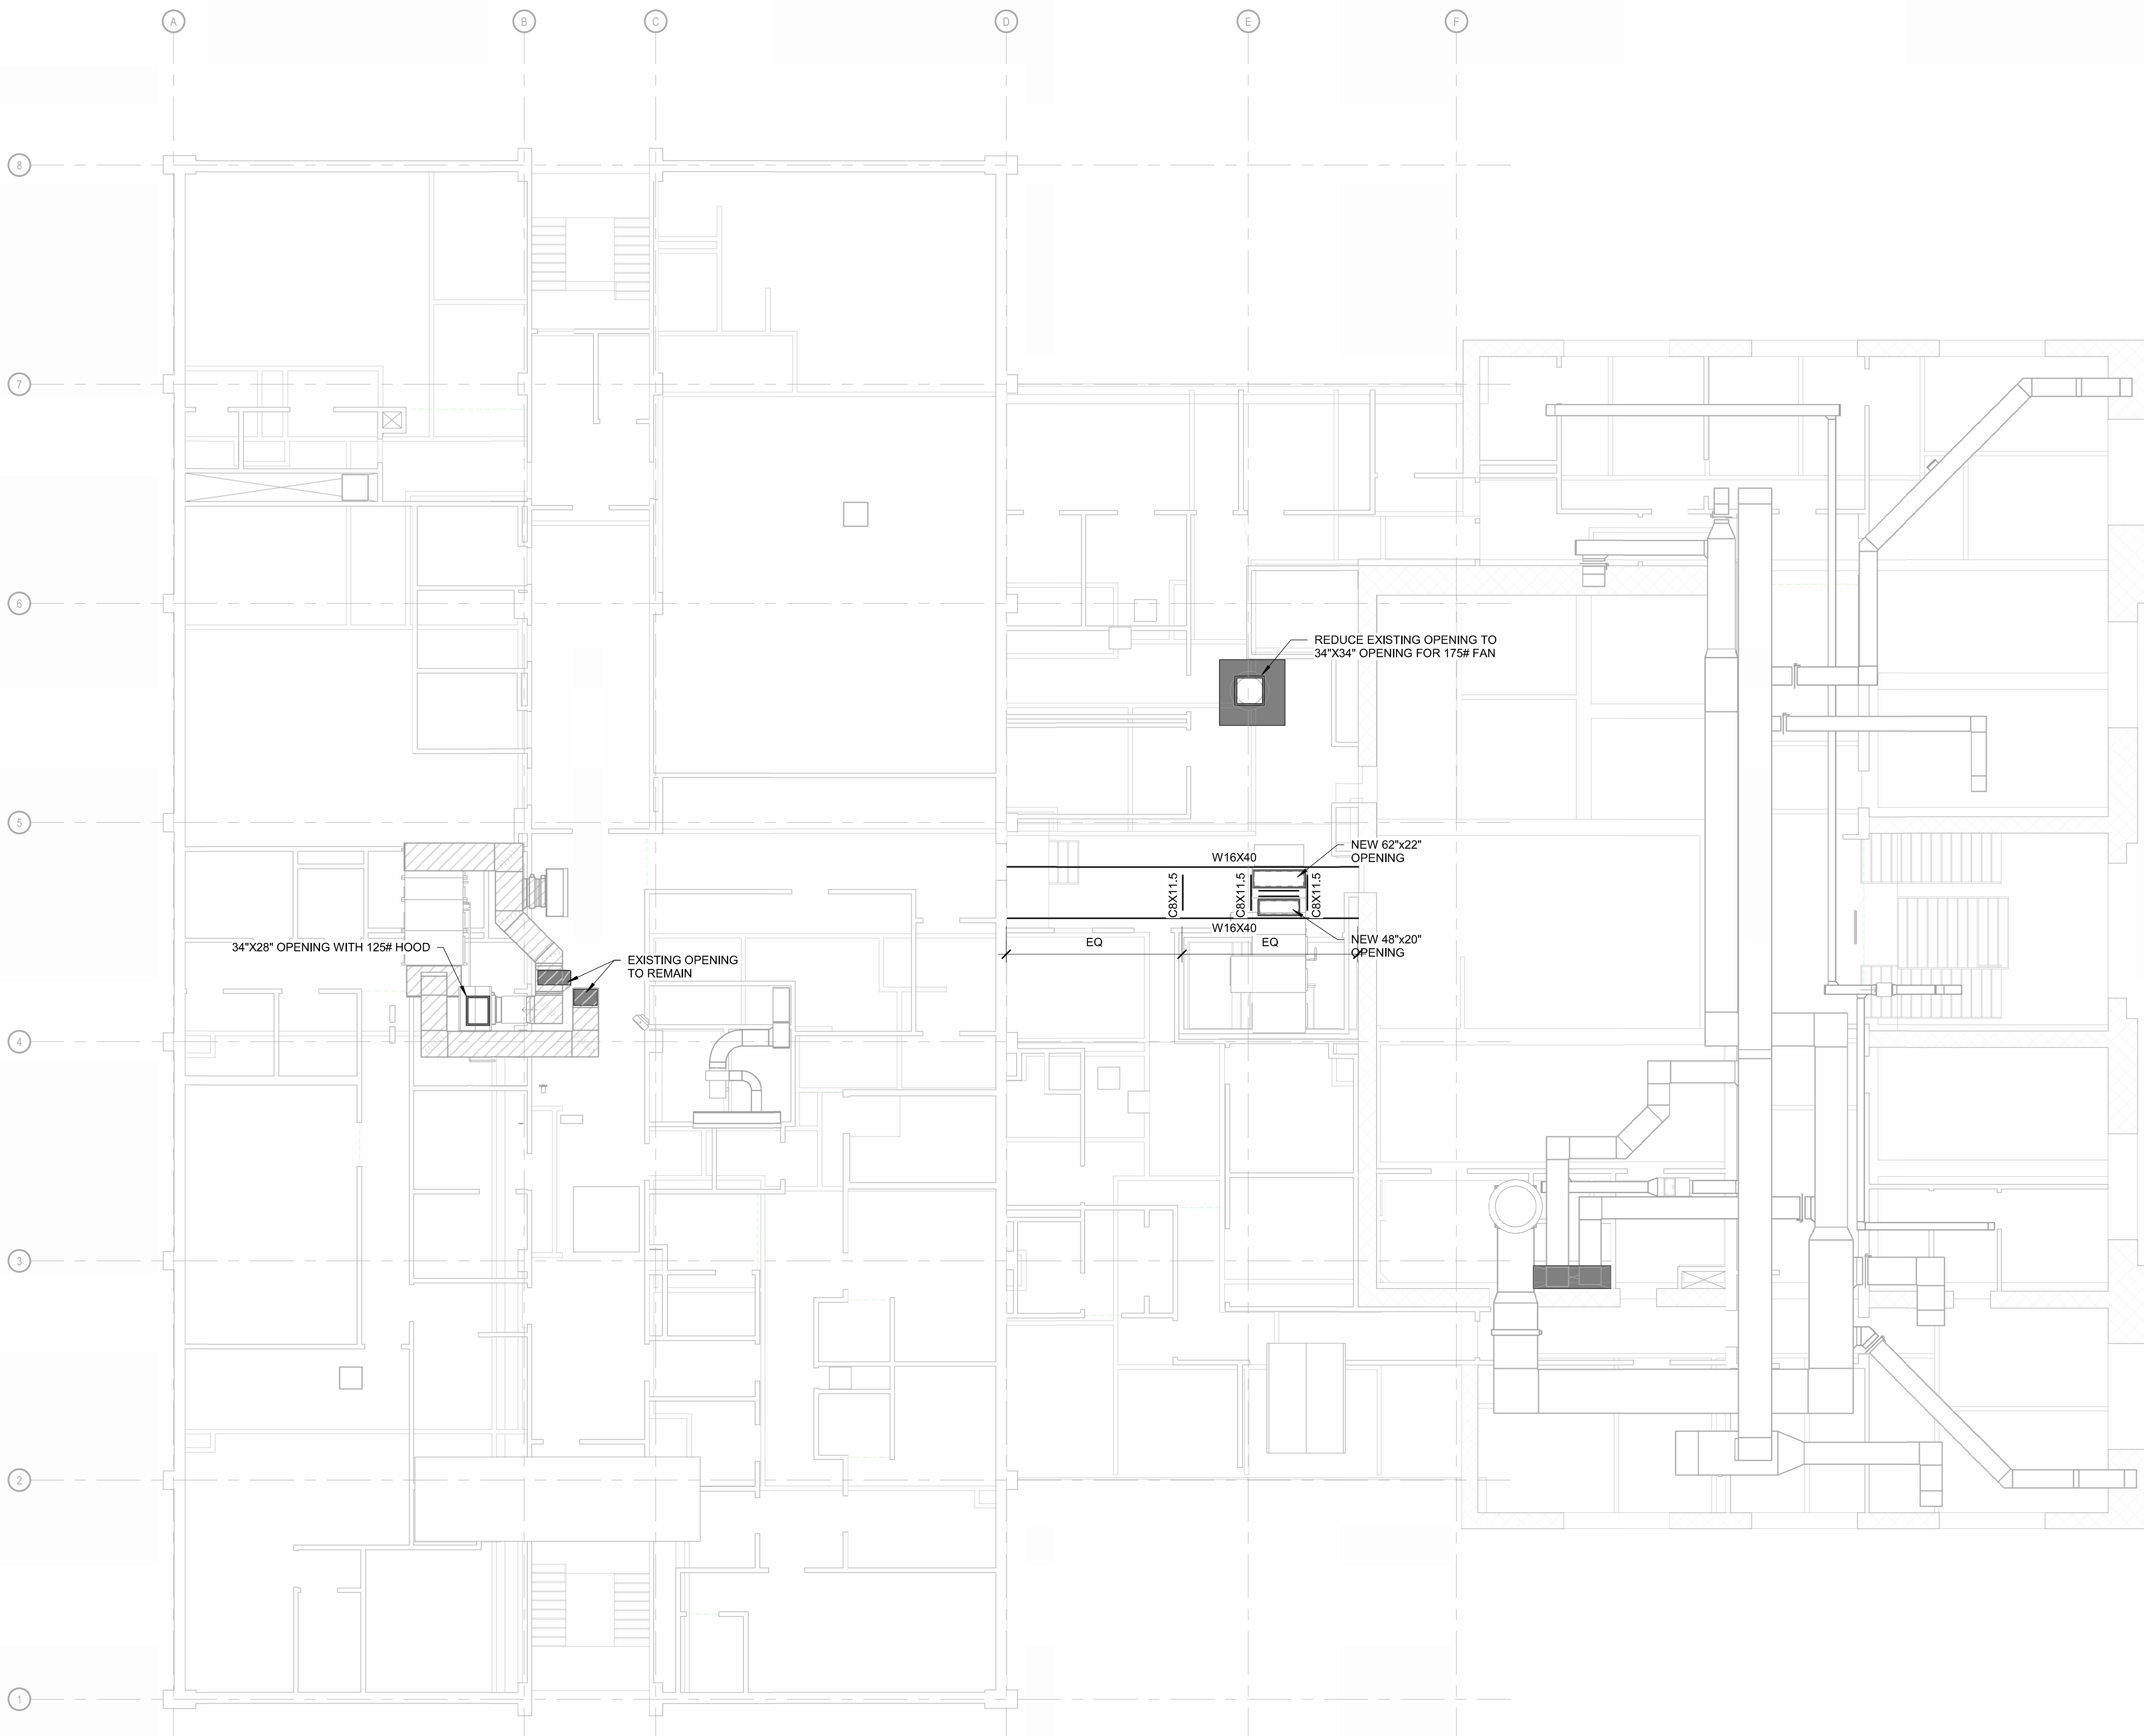 A
B
C
D
E
F
8
7
6
REDUCE EXISTING OPENING TO
34"X34" OPENING FOR 175# FAN
5
NEW 62"x22"
OPENING
W16X40
C8X11.5
C8X11.5
C8X11.5
W16X40
EQ
EQ
NEW 48"x20"
OPENING
34"X28" OPENING WITH 125# HOOD
EXISTING OPENING
TO REMAIN
4
3
2
1